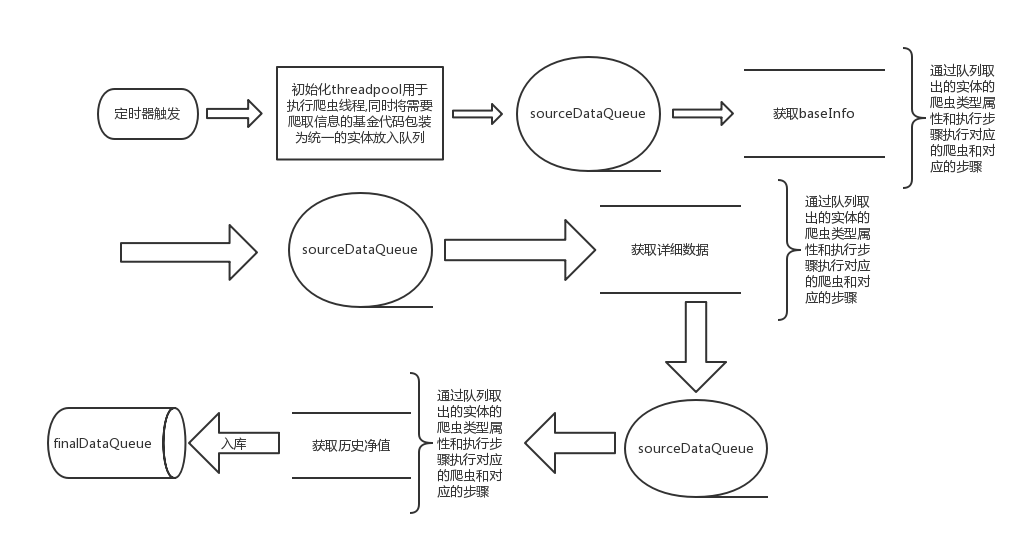 定时器触发
初始化threadpool用于
执行爬虫线程,同时将需要
爬取信息的基金代码包装
为统一的实体放入队列
sourceDataQueue
获取baseInfo
通过队列取
出的实体的
爬虫类型属
性和执行步
骤执行对应
的爬虫和对
应的步骤
sourceDataQueue
获取详细数据
通过队列取
出的实体的
爬虫类型属
性和执行步
骤执行对应
的爬虫和对
应的步骤
finalDataQueue
入库
获取历史净值
通过队列取
出的实体的
爬虫类型属
性和执行步
骤执行对应
的爬虫和对
应的步骤
sourceDataQueue